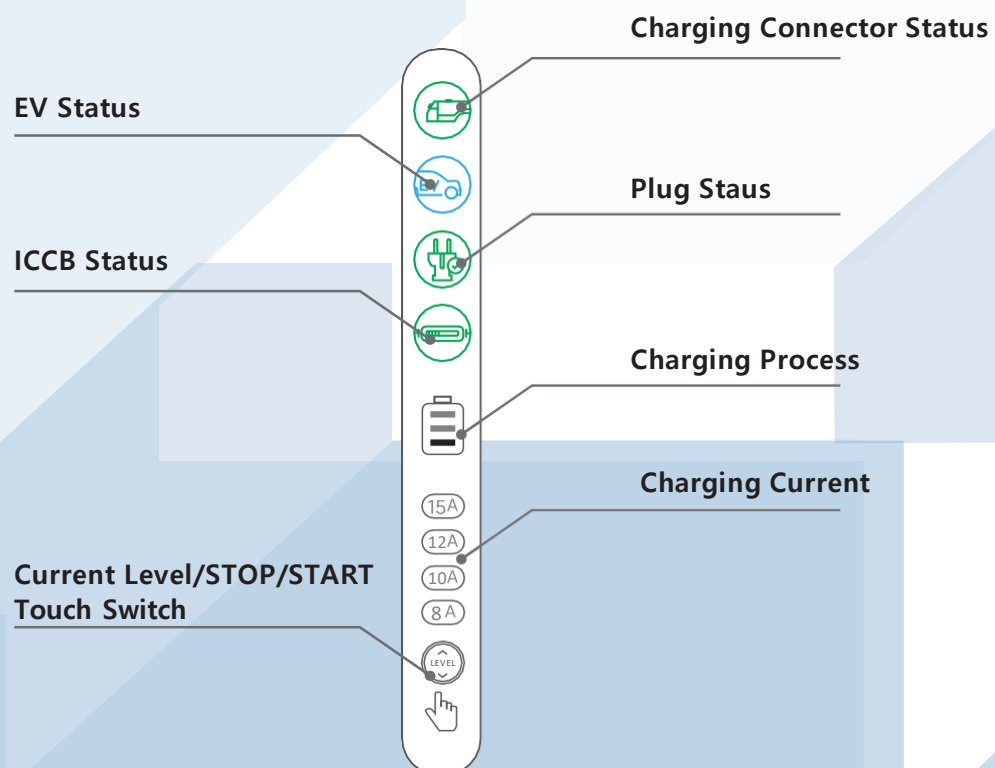 Charging Connector Status
EV Status
EV
Plug Staus
ICCB Status
Charging Process
Charging Current
15A
12A
10A
8A
Current Level/STOP/START
Touch Switch
LEVEL